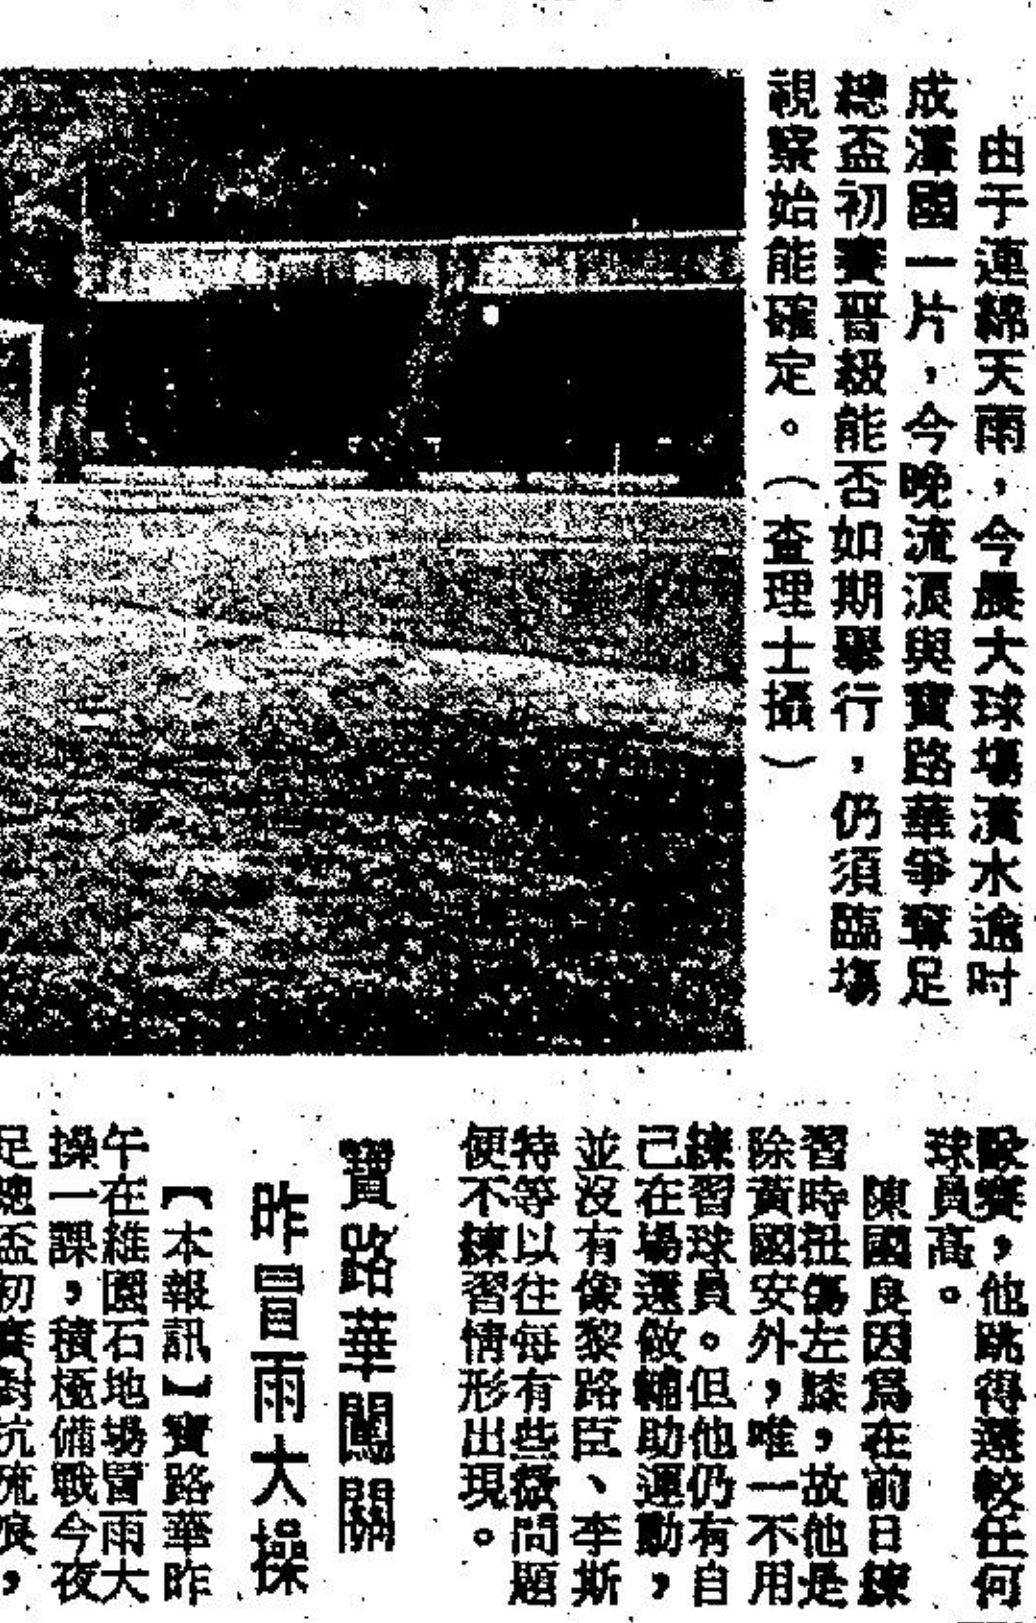 由于連綿天雨，今晨大球場漬水逾吋
成澤國一片，今晚流浪與寶路華爭奪足
總盃初賽晉級能否如期舉行，仍須臨場
視察始能確定。（查理士攝）
賽，他跳得還較任何
球員高。
陳國良因爲在前日練
習時扭傷左膝，故他是
除黃國安外，唯一不用
練習球員。但他仍有自
己在場邊做輔助運動，
並沒有像黎路臣、李斯
特等以往每有些微問題
便不練習情形出現。
寶路華闖關
昨冒雨大操
【本報訊】寶路華昨
午在維園石地場冒雨大
操一課，積極備戰今夜
足總盃初賽對抗流浪，